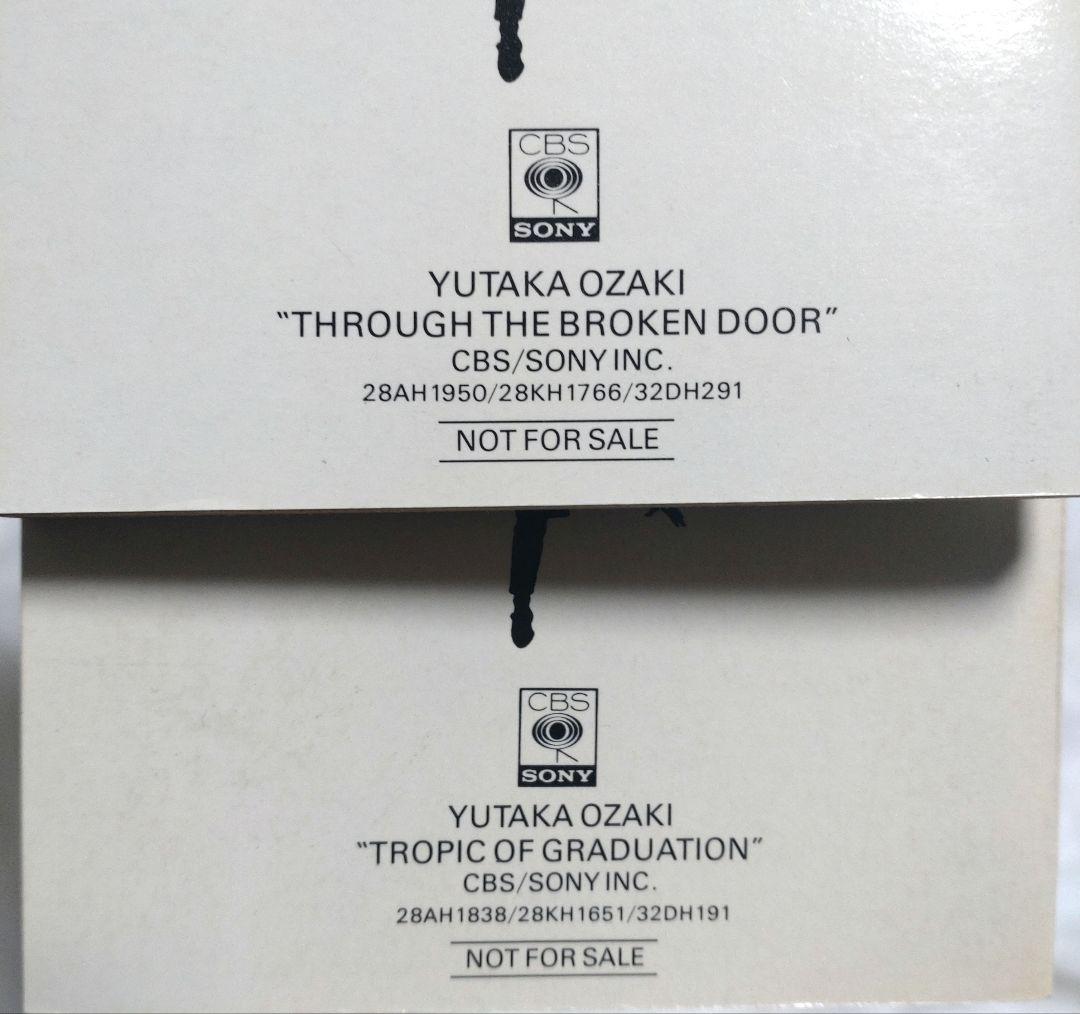 CBS
SONY
YUTAKA OZAKI
"THROUGH THE BROKEN DOOR"
CBS/SONY INC.
28AH1950/28KH1766/32DH291
NOT FOR SALE
CBS
SONY
YUTAKA OZAKI
"TROPIC OF GRADUATION"
CBS/SONY INC.
28AH1838/28KH1651/32DH191
NOT FOR SALE